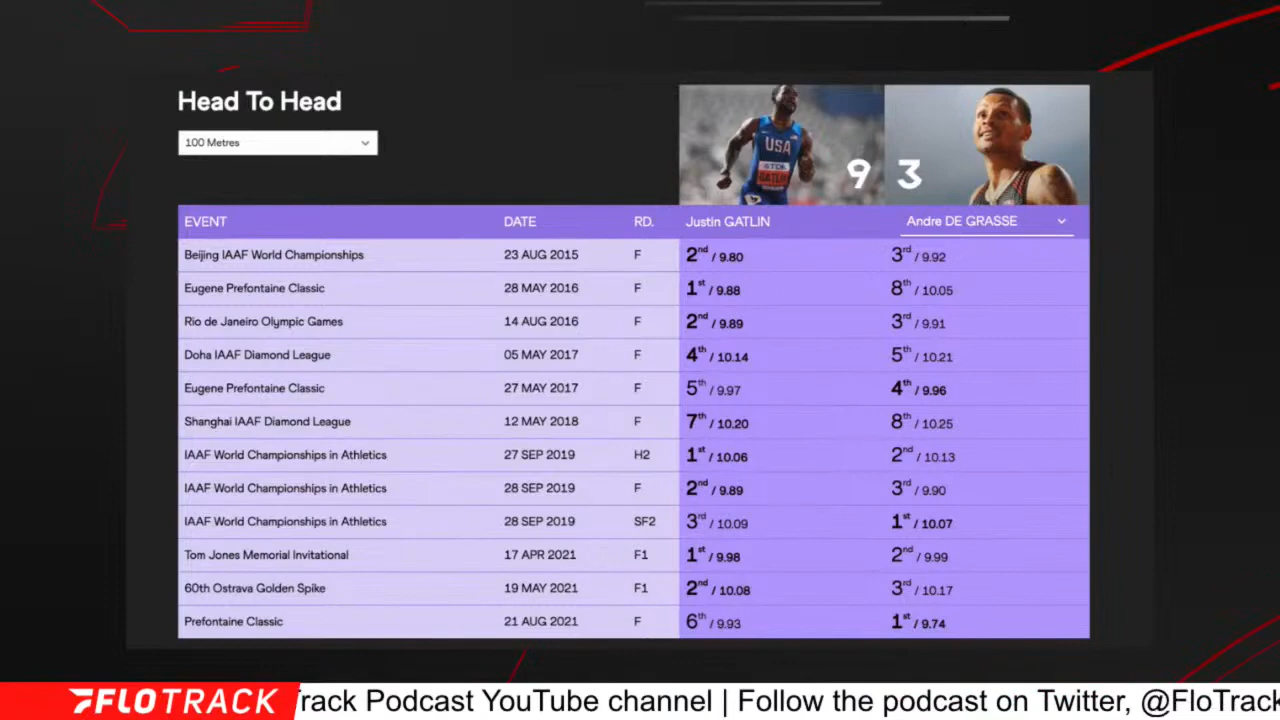 Head To Head
100 Metres
USA
GATLIN
9 3
EVENT DATE RD. Justin GATLIN Andre DE GRASSE
Beijing IAAF World Championships 23 AUG 2015 F 2nd / 9.80 3rd / 9.92
Eugene Prefontaine Classic 28 MAY 2016 F 1st / 9.88 8th / 10.05
Rio de Janeiro Olympic Games 14 AUG 2016 F 2nd / 9.89 3rd / 9.91
Doha IAAF Diamond League 05 MAY 2017 F 4th / 10.14 5th / 10.21
Eugene Prefontaine Classic 27 MAY 2017 F 5th / 9.97 4th / 9.96
Shanghai IAAF Diamond League 12 MAY 2018 F 7th / 10.20 8th / 10.25
IAAF World Championships in Athletics 27 SEP 2019 H2 1st / 10.06 2nd / 10.13
IAAF World Championships in Athletics 28 SEP 2019 F 2nd / 9.89 3rd / 9.90
IAAF World Championships in Athletics 28 SEP 2019 SF2 3rd / 10.09 1st / 10.07
Tom Jones Memorial Invitational 17 APR 2021 F1 1st / 9.98 2nd / 9.99
60th Ostrava Golden Spike 19 MAY 2021 F1 2nd / 10.08 3rd / 10.17
Prefontaine Classic 21 AUG 2021 F 6th / 9.93 1st / 9.74
FLOTRACK Track Podcast YouTube channel | Follow the podcast on Twitter, @FloTrack